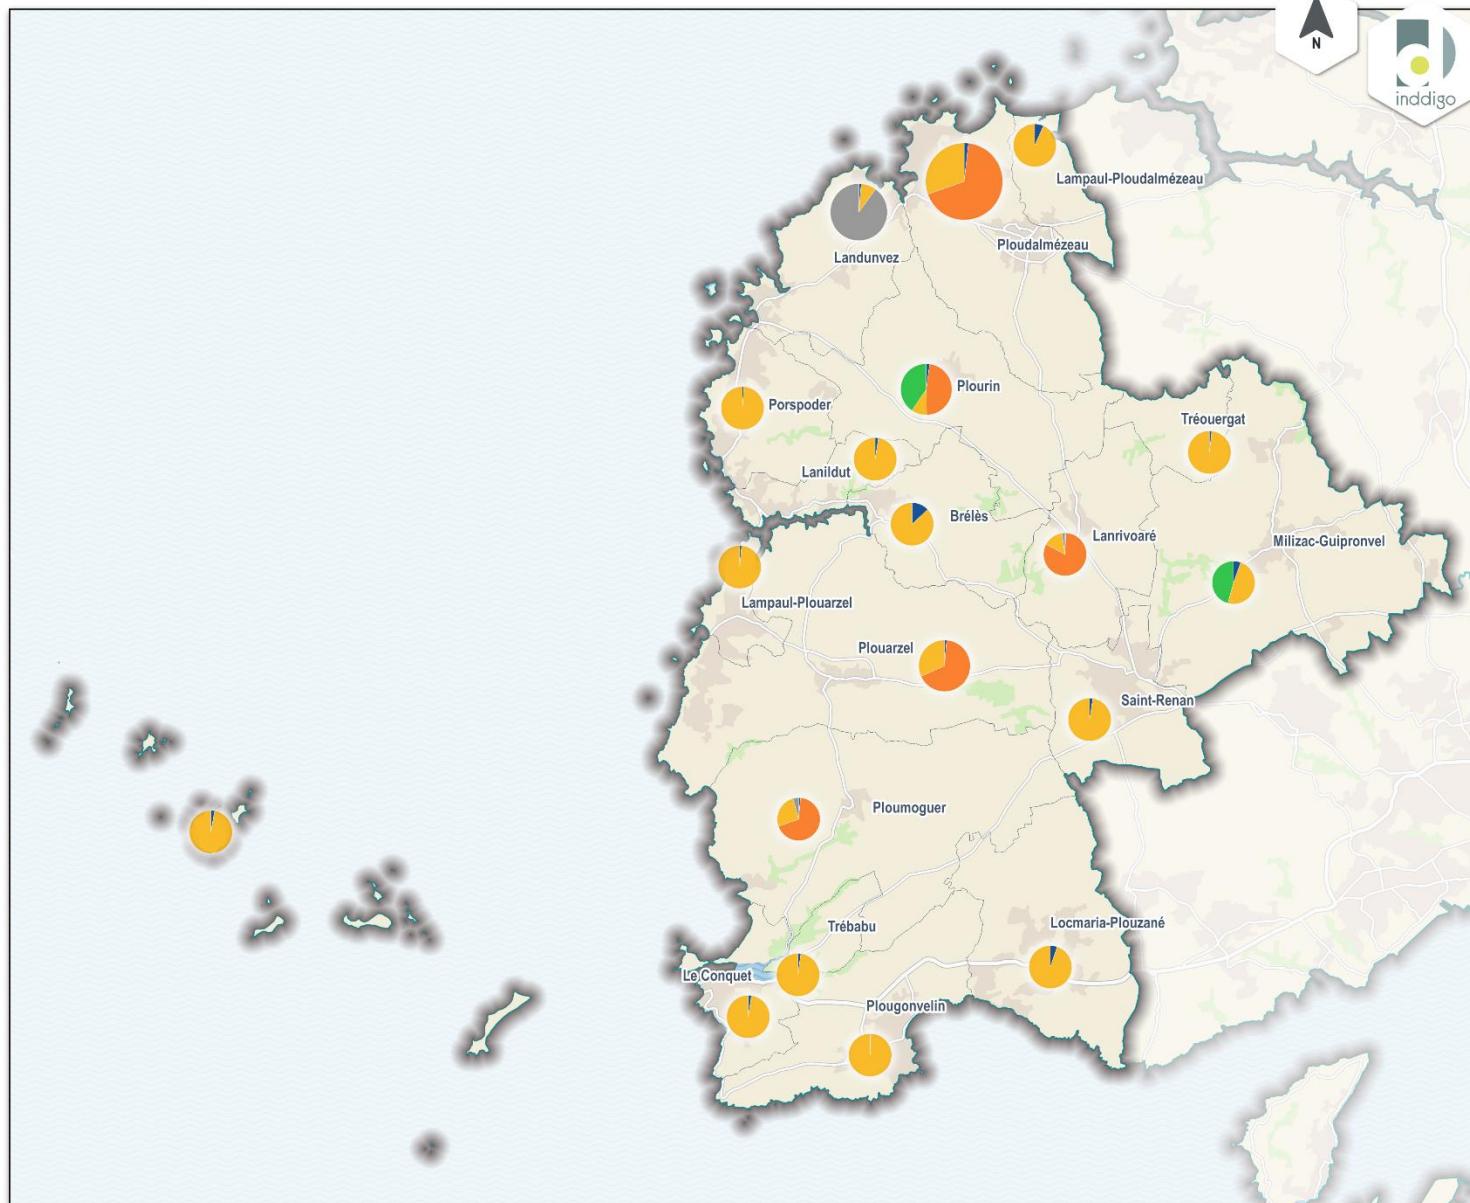 N
inddigo
Lampaul-Ploudalmézeau
Ploudalmézeau
Landunvez
Plourin
Porspoder
Tréouergat
Lanildut
Brélès
Lanrivoaré
Milizac-Guipronvel
Lampaul-Plouarzel
Plouarzel
Saint-Renan
Ploumoguer
Locmaria-Plouzané
Trébabu
Le Conquet
Plougonvelin